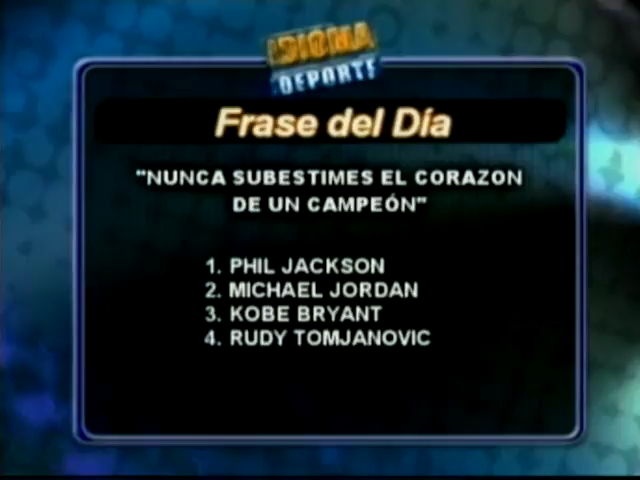 IDIOMA
DEPORTE
Frase del Día
"NUNCA SUBESTIMES EL CORAZON
DE UN CAMPEÓN"
1. PHIL JACKSON
2. MICHAEL JORDAN
3. KOBE BRYANT
4. RUDY TOMJANOVIC